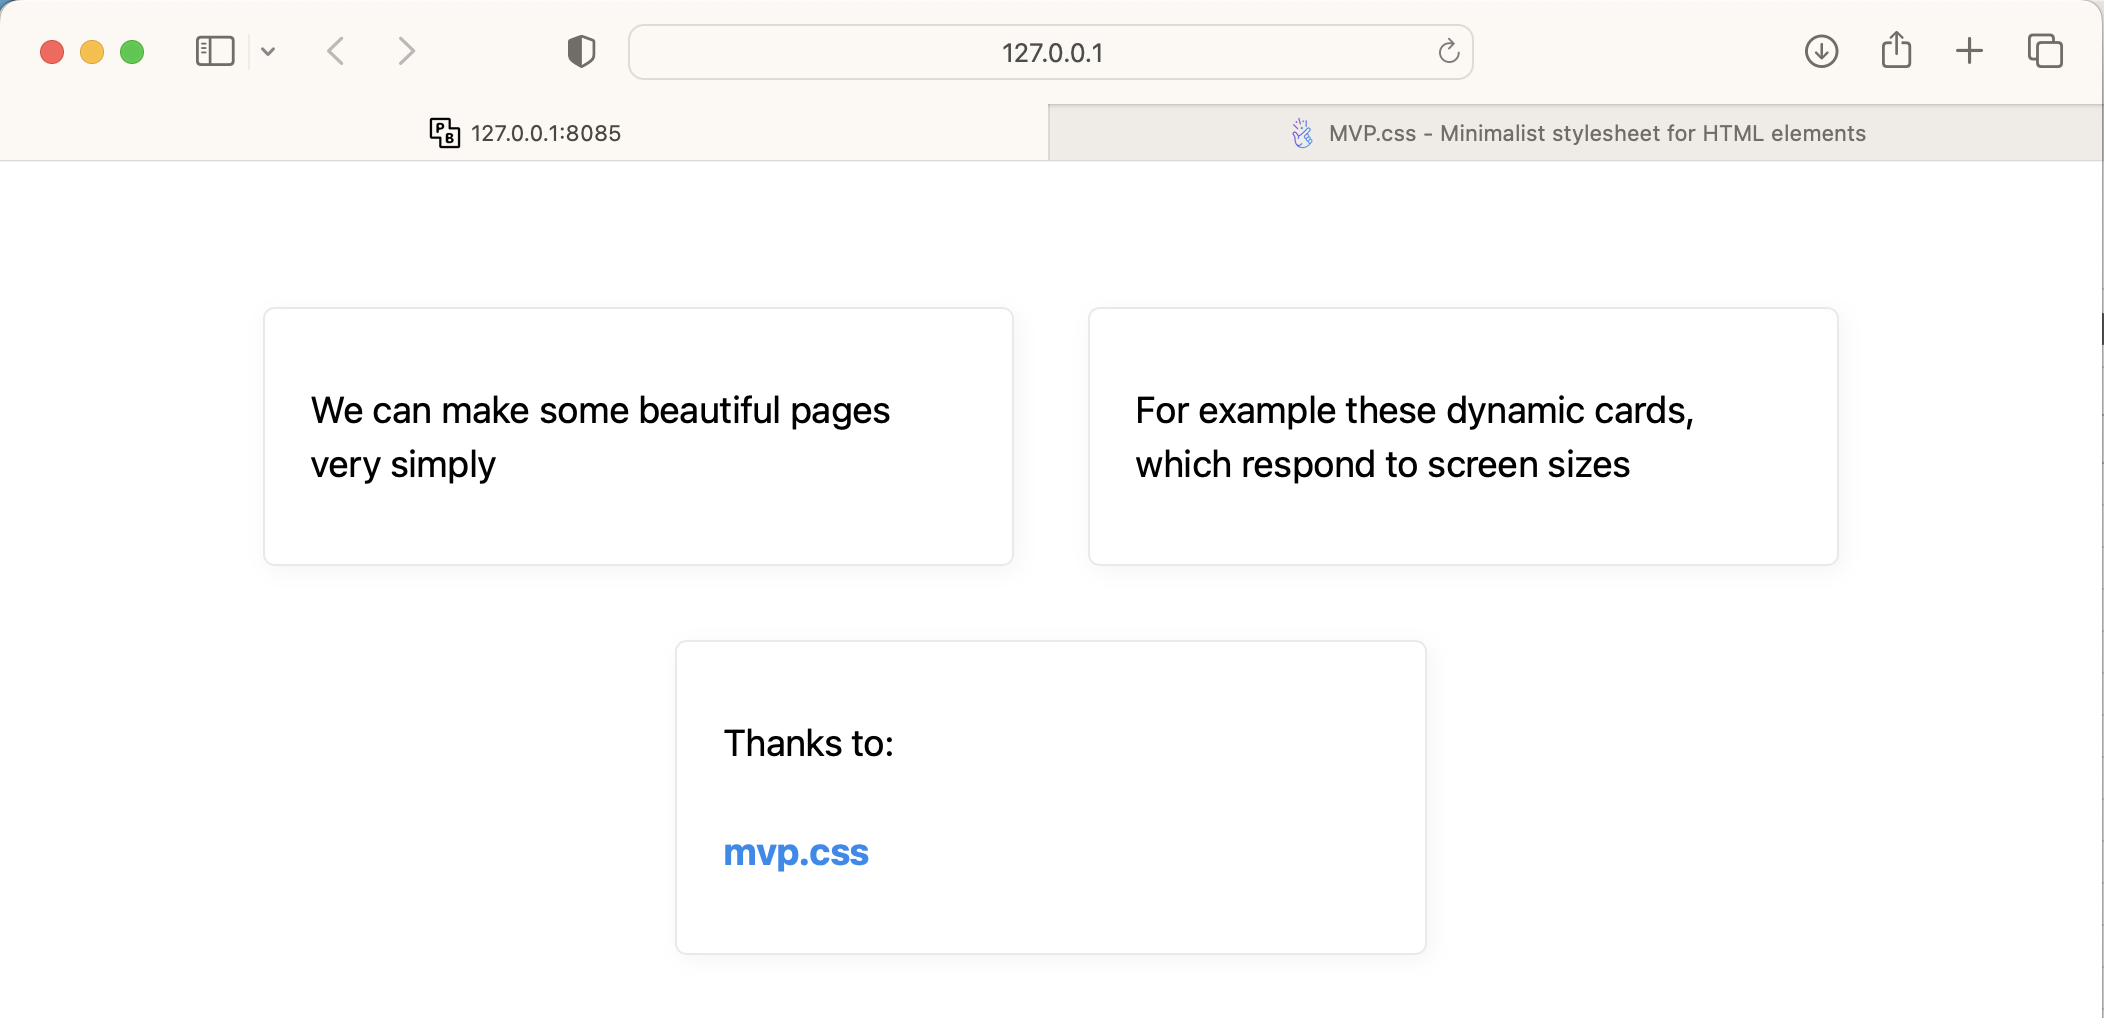 127.0.0.1
PB 127.0.0.1:8085
MVP.css - Minimalist stylesheet for HTML elements
We can make some beautiful pages
very simply
For example these dynamic cards,
which respond to screen sizes
Thanks to:
mvp.css